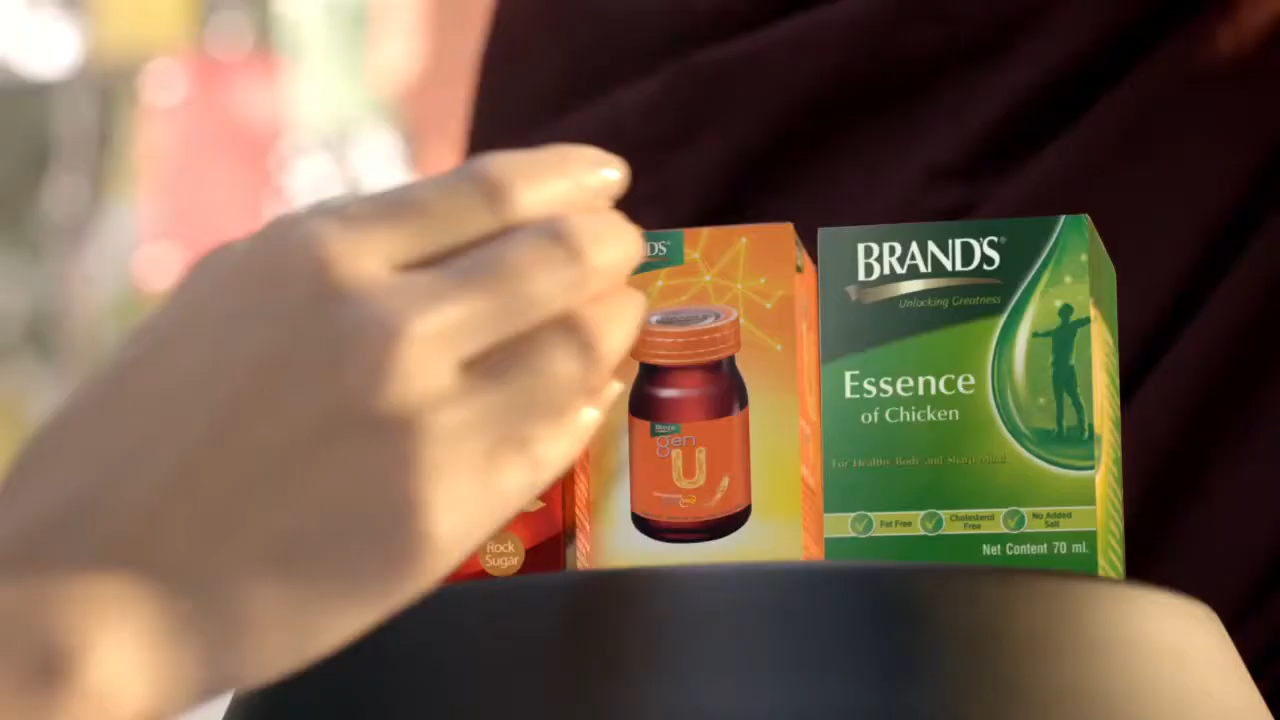 BRAND'S®
Unlocking Greatness
Essence
of Chicken
For Healthy Body and Sharp Mind
Fat Free
Cholesterol
Free
No Added
Salt
Net Content 70 ml.
D'S®
gen
U
Rock
Sugar